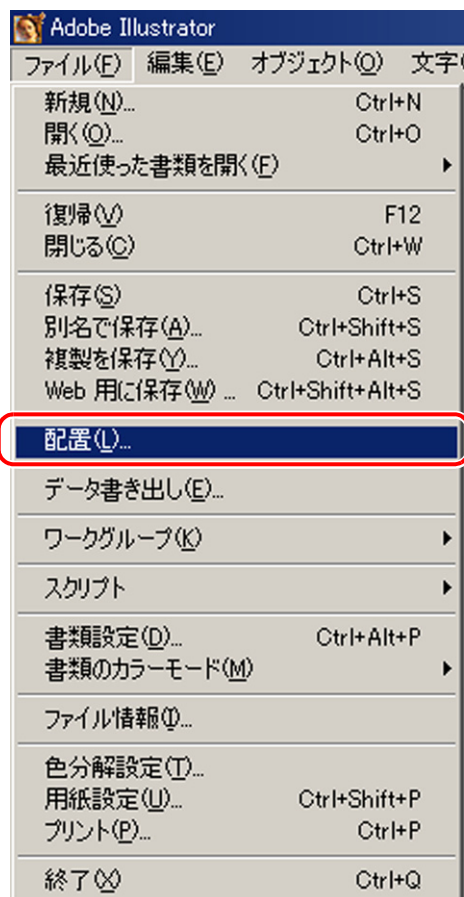 Adobe Illustrator
ファイル(F) 編集(E) オブジェクト(O) 文字(
新規(N)... Ctrl+N
開く(O)... Ctrl+O
最近使った書類を開く(F)
復帰(V) F12
閉じる(C) Ctrl+W
保存(S) Ctrl+S
別名で保存(A)... Ctrl+Shift+S
複製を保存(Y)... Ctrl+Alt+S
Web 用に保存(W) ... Ctrl+Shift+Alt+S
配置(L)...
データ書き出し(E)...
ワークグループ(K)
スクリプト
書類設定(D)... Ctrl+Alt+P
書類のカラーモード(M)
ファイル情報(I)...
色分解設定(T)...
用紙設定(U)... Ctrl+Shift+P
プリント(P)... Ctrl+P
終了(X) Ctrl+Q